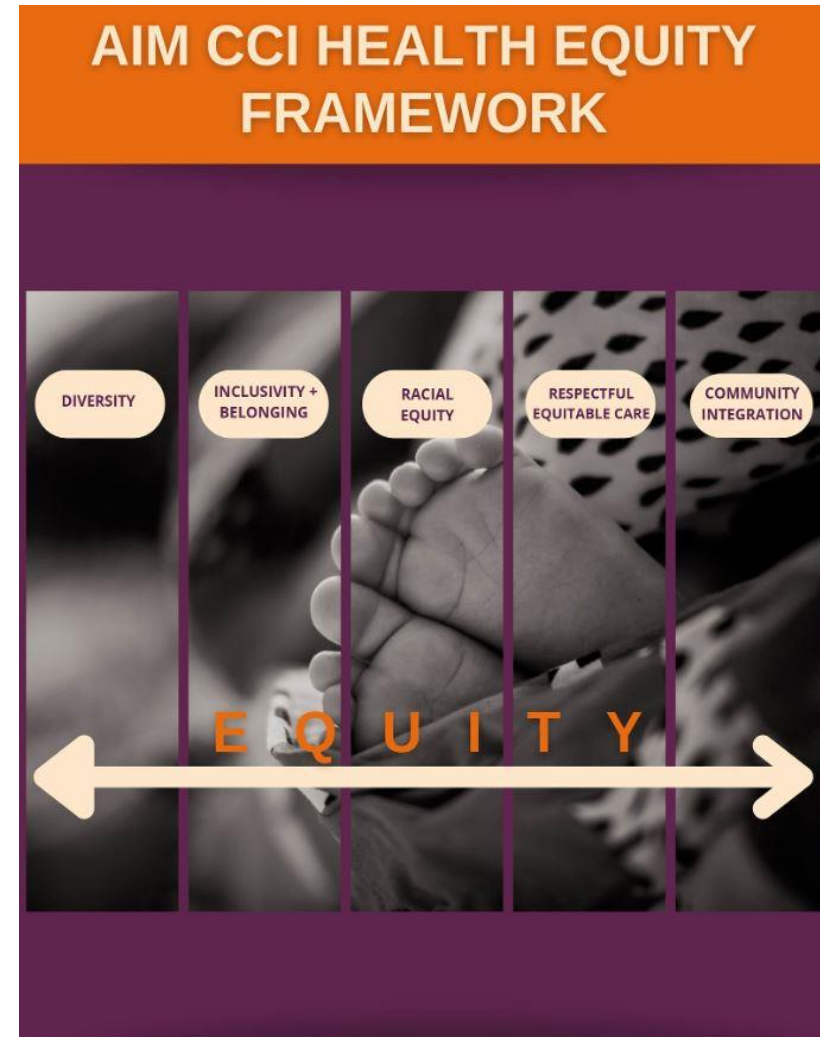 AIM CCI HEALTH EQUITY
FRAMEWORK
DIVERSITY
INCLUSIVITY +
BELONGING
RACIAL
EQUITY
RESPECTFUL
EQUITABLE CARE
COMMUNITY
INTEGRATION
E Q U I T Y